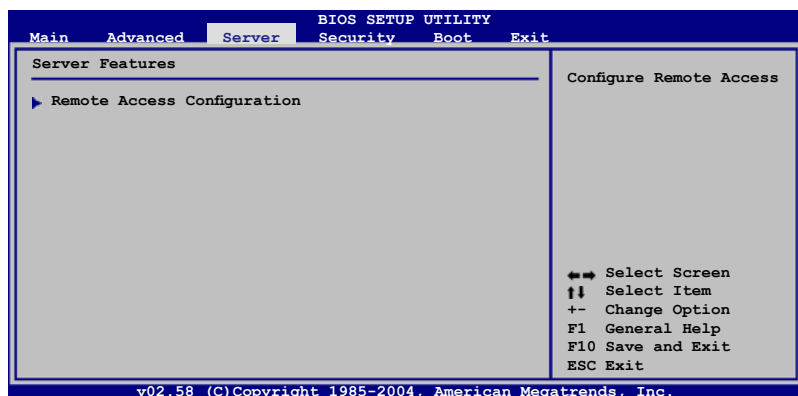 BIOS SETUP UTILITY
Main Advanced Server Security Boot Exit
Server Features
Remote Access Configuration
Configure Remote Access
Select Screen
Select Item
+- Change Option
F1 General Help
F10 Save and Exit
ESC Exit
v02.58 (C)Copyright 1985-2004, American Megatrends, Inc.